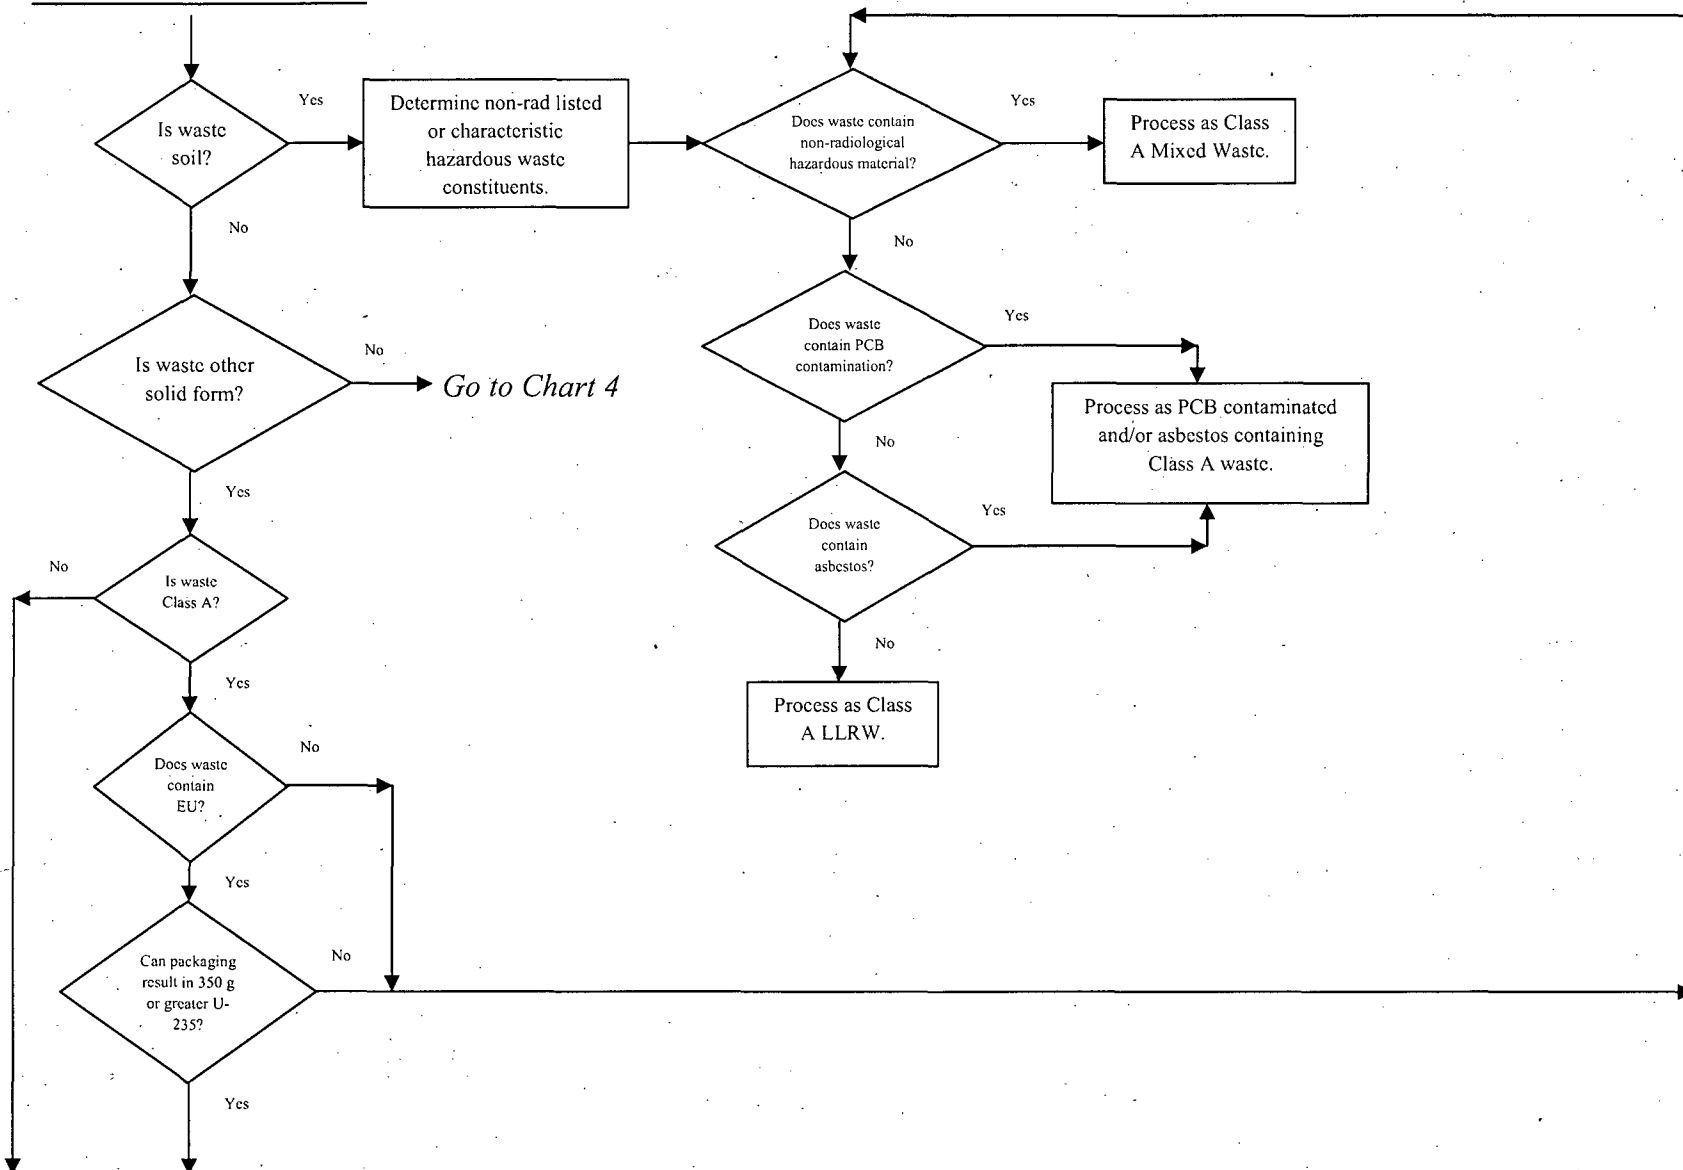 Is waste
soil?
Yes
No
Determine non-rad listed
or characteristic
hazardous waste
constituents.
Does waste contain
non-radiological
hazardous material?
Yes
No
Process as Class
A Mixed Waste.
Is waste other
solid form?
No
Yes
Go to Chart 4
Does waste
contain PCB
contamination?
Yes
No
Process as PCB contaminated
and/or asbestos containing
Class A waste.
Does waste
contain
asbestos?
Yes
No
Process as Class
A LLRW.
Is waste
Class A?
No
Yes
Does waste
contain
EU?
No
Yes
Can packaging
result in 350 g
or greater U-
235?
No
Yes